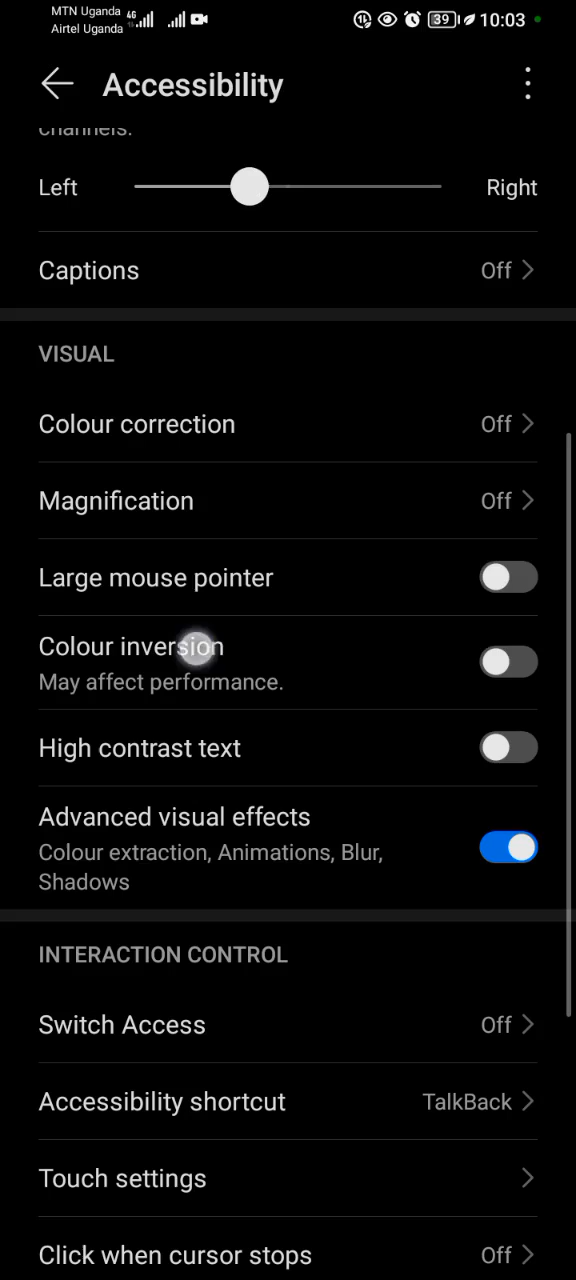 MTN Uganda 4G
Airtel Uganda
39 10:03
Accessibility
channels.
Left Right
Captions Off
VISUAL
Colour correction Off
Magnification Off
Large mouse pointer
Colour inversion
May affect performance.
High contrast text
Advanced visual effects
Colour extraction, Animations, Blur,
Shadows
INTERACTION CONTROL
Switch Access Off
Accessibility shortcut TalkBack
Touch settings
Click when cursor stops Off